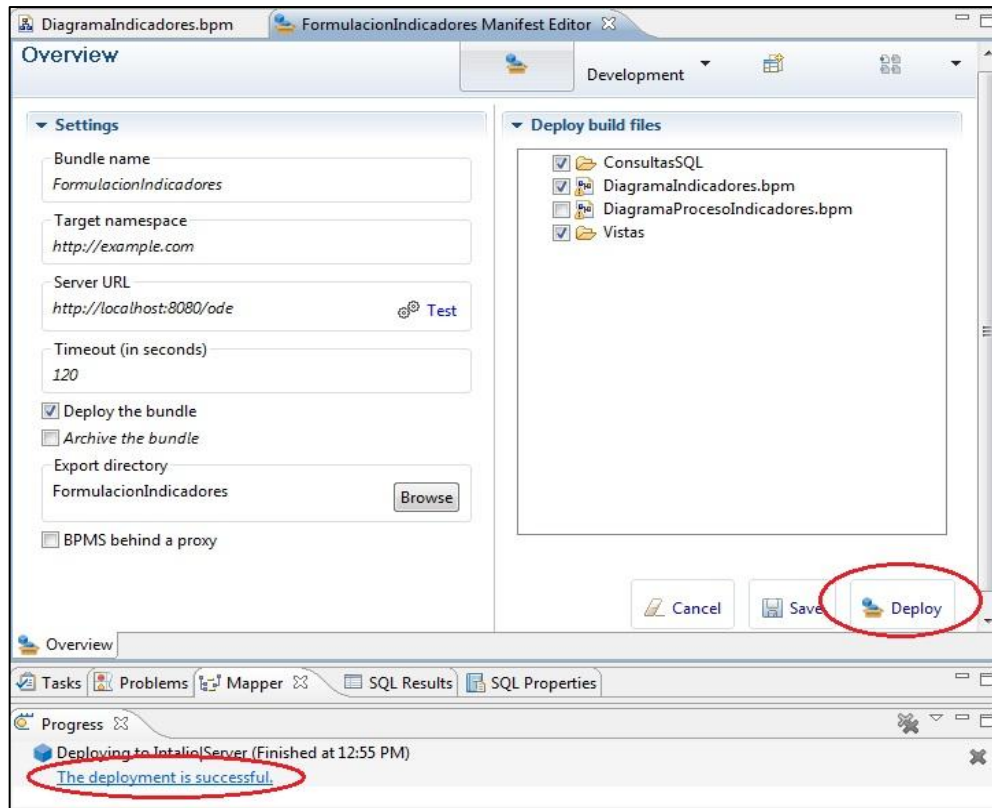 DiagramaIndicadores.bpm
FormulacionIndicadores Manifest Editor
Overview
Development
Settings
Bundle name
FormulacionIndicadores
Target namespace
http://example.com
Server URL
http://localhost:8080/ode
Test
Timeout (in seconds)
120
Deploy the bundle
Archive the bundle
Export directory
FormulacionIndicadores
Browse
BPMS behind a proxy
Deploy build files
ConsultasSQL
DiagramaIndicadores.bpm
DiagramaProcesoIndicadores.bpm
Vistas
Cancel
Save
Deploy
Overview
Tasks
Problems
Mapper
SQL Results
SQL Properties
Progress
Deploying to Intalio|Server (Finished at 12:55 PM)
The deployment is successful.